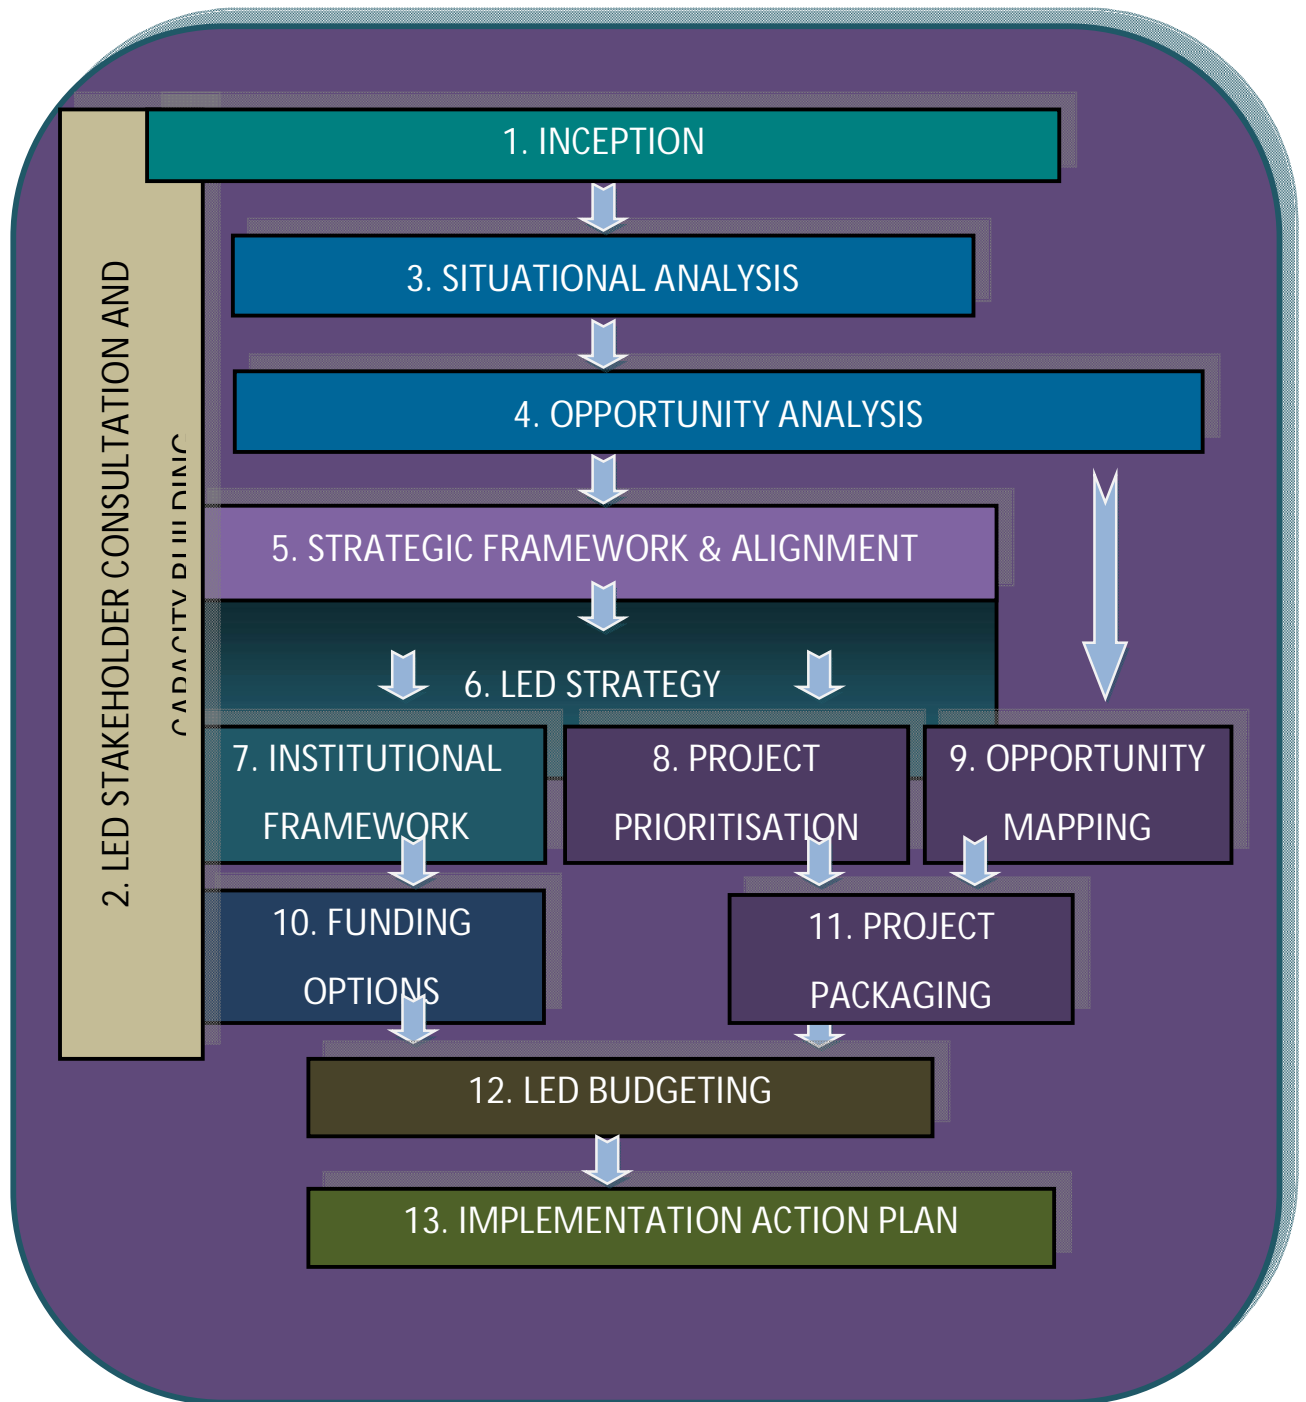 1. INCEPTION
2. LED STAKEHOLDER CONSULTATION AND
CAPACITY BUILDING
3. SITUATIONAL ANALYSIS
4. OPPORTUNITY ANALYSIS
5. STRATEGIC FRAMEWORK & ALIGNMENT
6. LED STRATEGY
7. INSTITUTIONAL
FRAMEWORK
8. PROJECT
PRIORITISATION
9. OPPORTUNITY
MAPPING
10. FUNDING
OPTIONS
11. PROJECT
PACKAGING
12. LED BUDGETING
13. IMPLEMENTATION ACTION PLAN